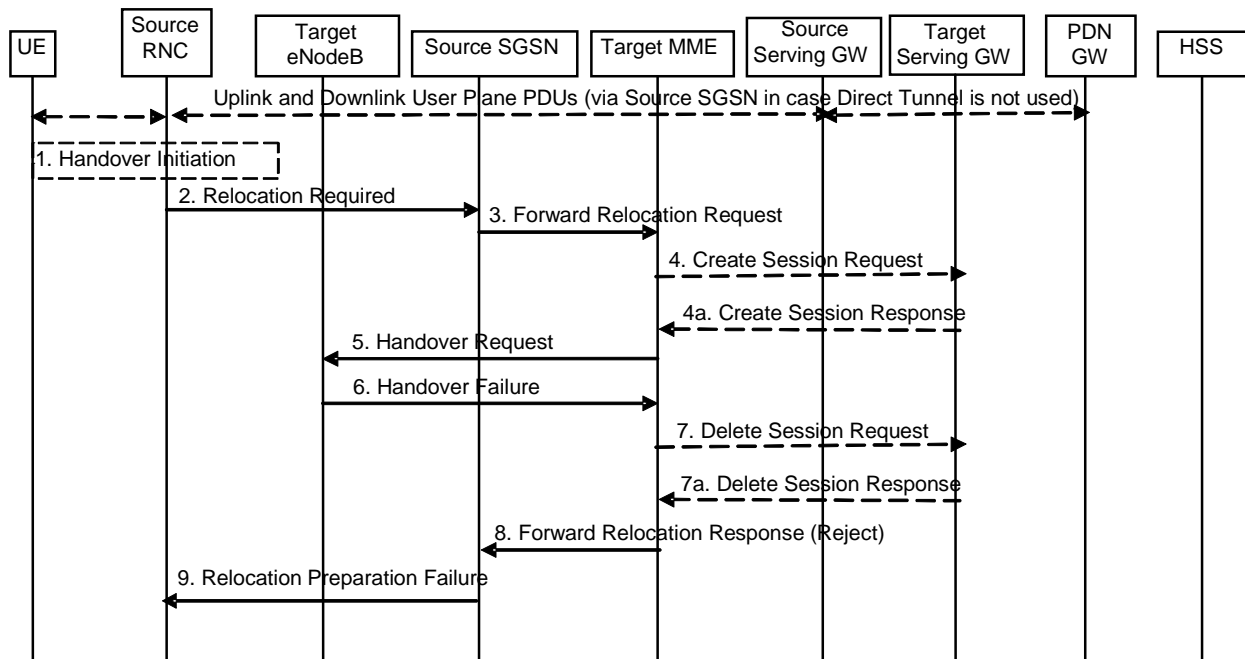 UE
Source
RNC
Target
eNodeB
Source SGSN
Target MME
Source
Serving GW
Target
Serving GW
PDN
GW
HSS
Uplink and Downlink User Plane PDUs (via Source SGSN in case Direct Tunnel is not used)
1. Handover Initiation
2. Relocation Required
3. Forward Relocation Request
4. Create Session Request
4a. Create Session Response
5. Handover Request
6. Handover Failure
7. Delete Session Request
7a. Delete Session Response
8. Forward Relocation Response (Reject)
9. Relocation Preparation Failure